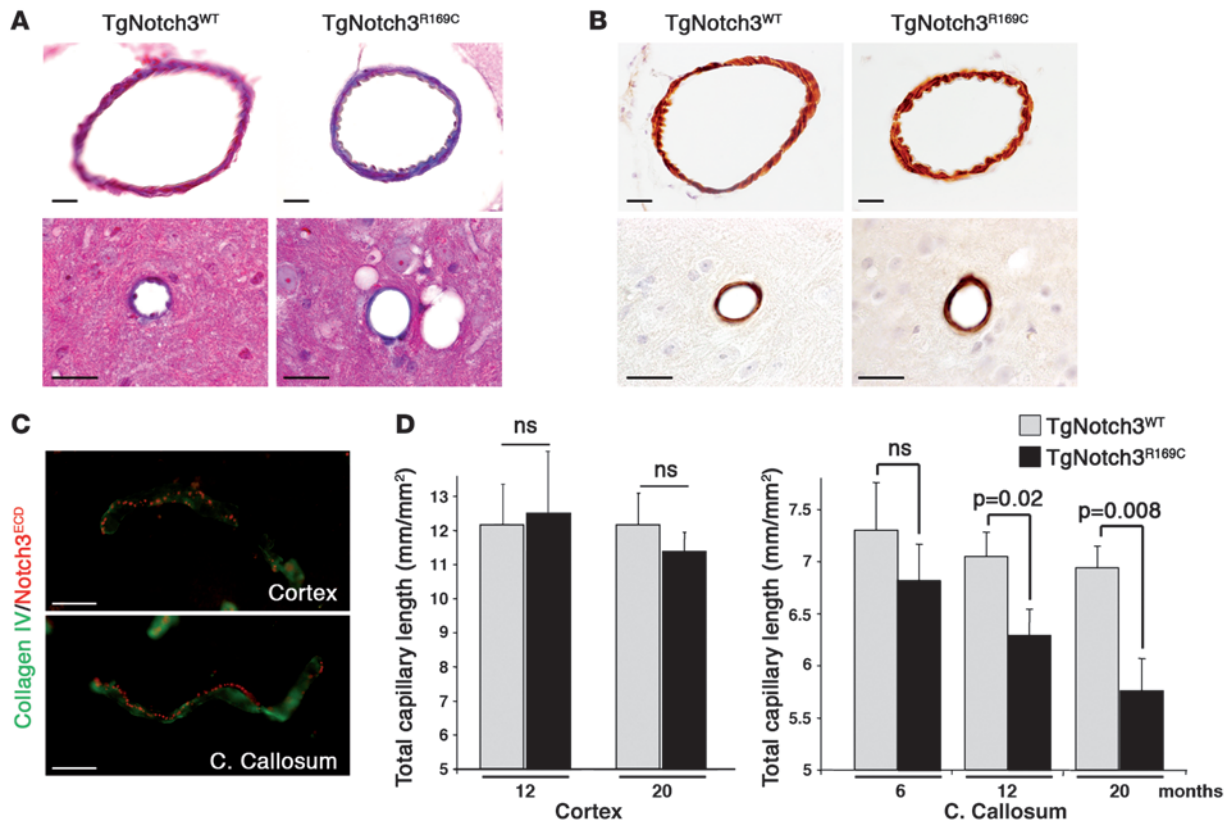 A
TgNotch3WT
TgNotch3R169C
B
TgNotch3WT
TgNotch3R169C
C
Collagen IV/Notch3ECD
Cortex
C. Callosum
D
Total capillary length (mm/mm²)
15
14
13
12
11
10
9
8
7
6
5
ns
ns
12
20
Cortex
TgNotch3WT
TgNotch3R169C
Total capillary length (mm/mm²)
7.5
7
6.5
6
5.5
5
ns
p=0.02
p=0.008
6
12
20
months
C. Callosum